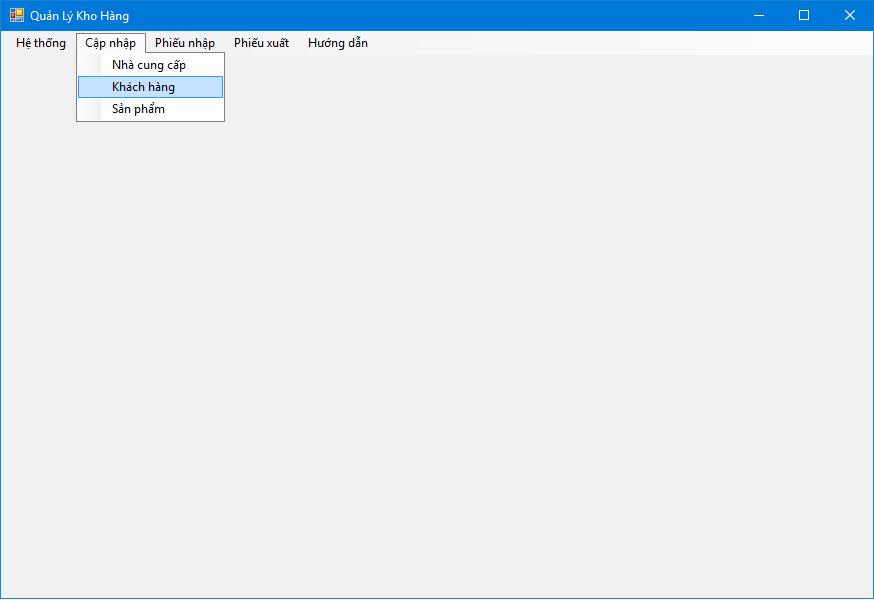 Quản Lý Kho Hàng
Hệ thống Cập nhập Phiếu nhập Phiếu xuất Hướng dẫn
Nhà cung cấp
Khách hàng
Sản phẩm